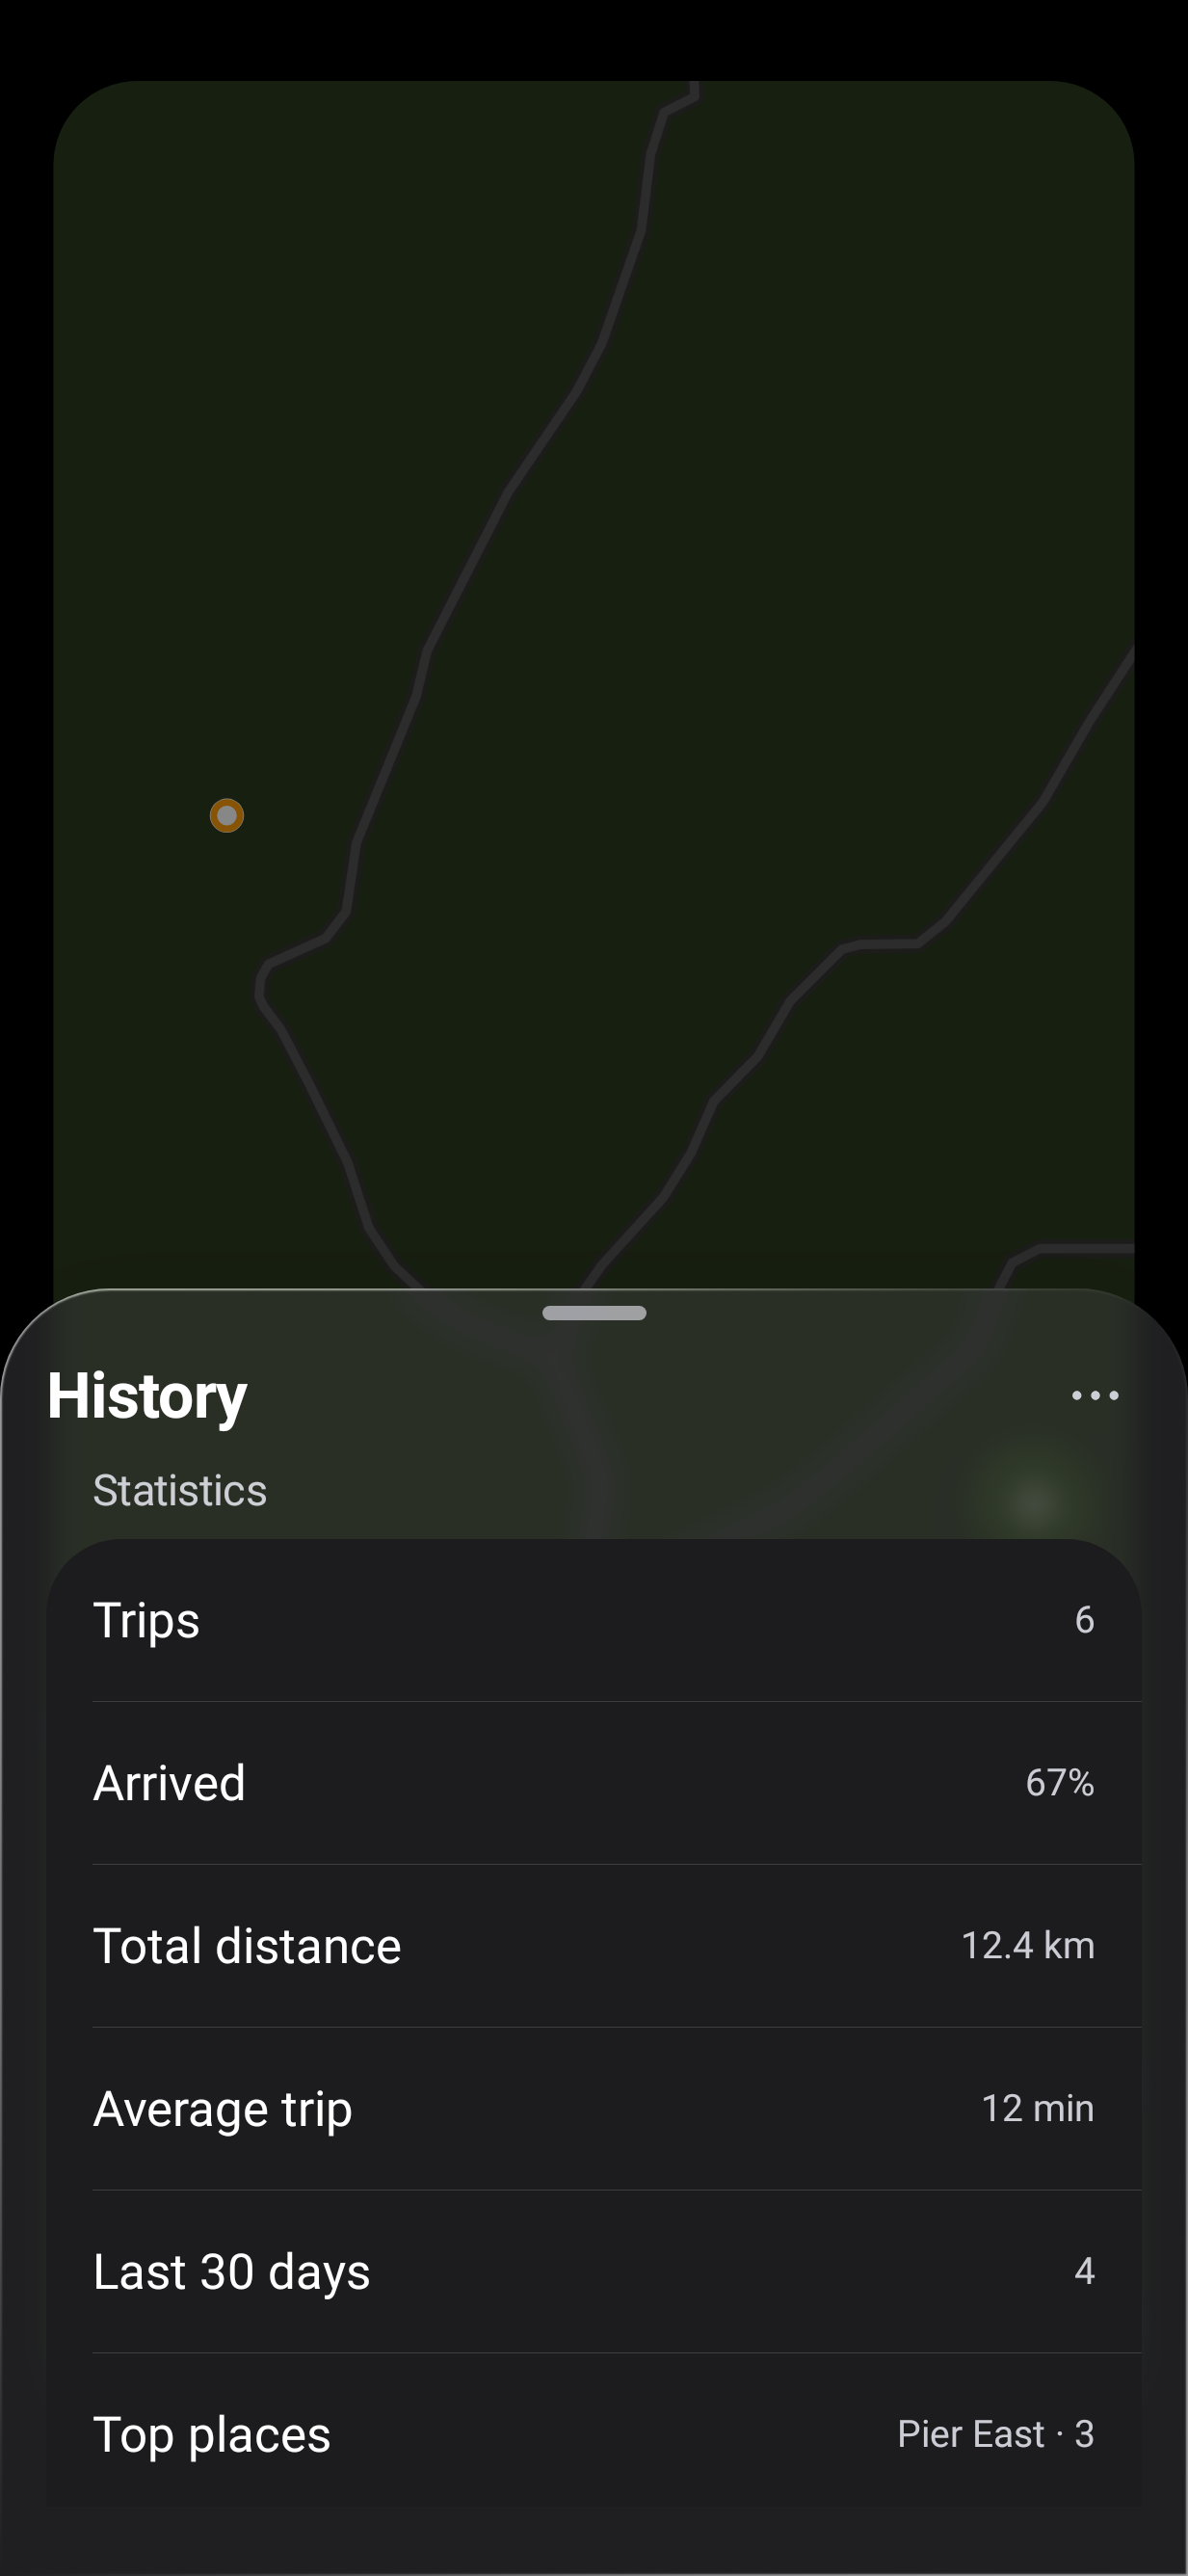 History
Statistics
Trips 6
Arrived 67%
Total distance 12.4 km
Average trip 12 min
Last 30 days 4
Top places Pier East · 3